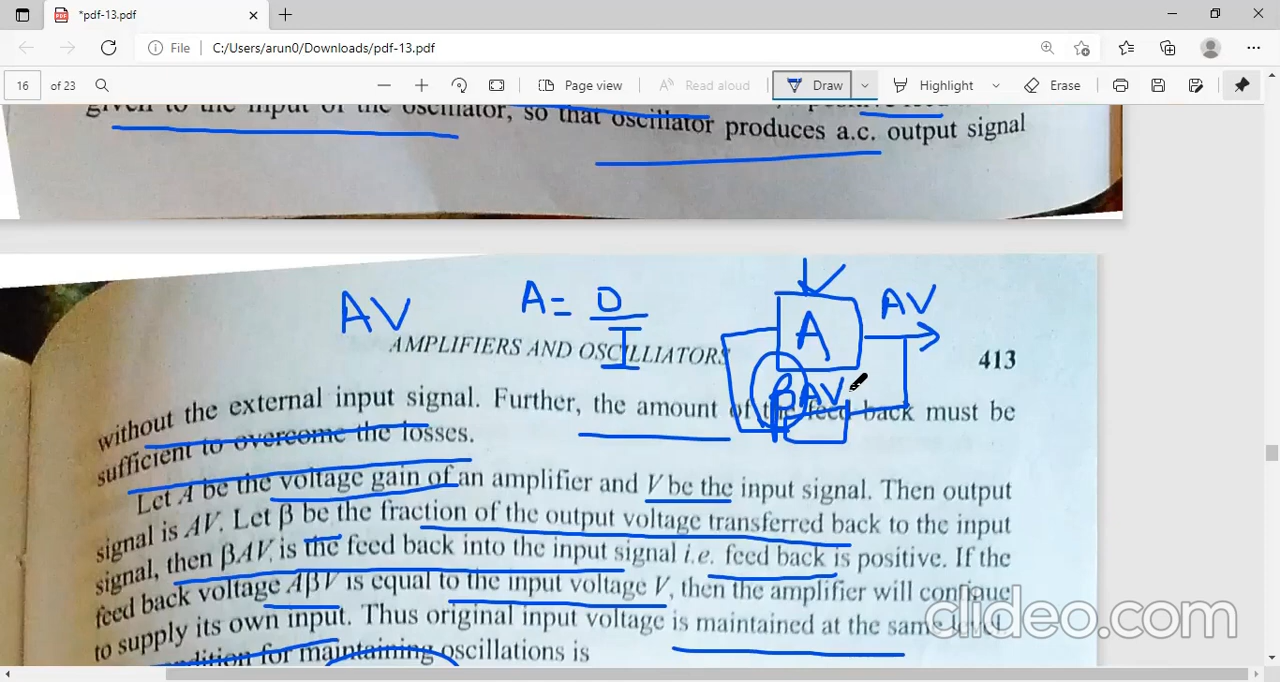 *pdf-13.pdf
File C:/Users/arun0/Downloads/pdf-13.pdf
16 of 23 Page view Read aloud Draw Highlight Erase
given to the input of the oscillator, so that oscillator produces a.c. output signal
AV A = O / I A AV
AMPLIFIERS AND OSCILLIATORS 413
βAV
without the external input signal. Further, the amount of the feed back must be
sufficient to overcome the losses.
Let A be the voltage gain of an amplifier and V be the input signal. Then output
signal is AV. Let β be the fraction of the output voltage transferred back to the input
signal, then βAV is the feed back into the input signal i.e. feed back is positive. If the
feed back voltage AβV is equal to the input voltage V, then the amplifier will continue
to supply its own input. Thus original input voltage is maintained at the same level
condition for maintaining oscillations is
clideo.com